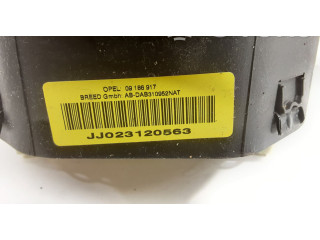 OPEL: 09 186 917
BREED Gmbh AB-DAB310952NAT
JJ023120563